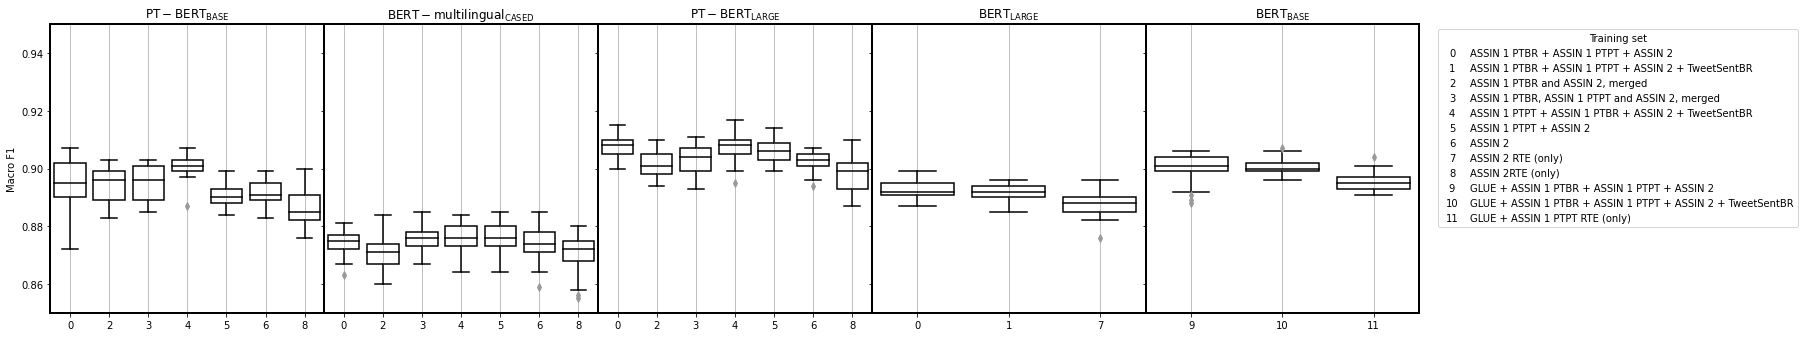 PT − BERT_BASE
BERT − multilingual_CASED
PT − BERT_LARGE
BERT_LARGE
BERT_BASE
Macro F1
0.94
0.92
0.90
0.88
0.86
0 2 3 4 5 6 8
0 2 3 4 5 6 8
0 2 3 4 5 6 8
0 1 7
9 10 11
Training set
0 ASSIN 1 PTBR + ASSIN 1 PTPT + ASSIN 2
1 ASSIN 1 PTBR + ASSIN 1 PTPT + ASSIN 2 + TweetSentBR
2 ASSIN 1 PTBR and ASSIN 2, merged
3 ASSIN 1 PTBR, ASSIN 1 PTPT and ASSIN 2, merged
4 ASSIN 1 PTPT + ASSIN 1 PTBR + ASSIN 2 + TweetSentBR
5 ASSIN 1 PTPT + ASSIN 2
6 ASSIN 2
7 ASSIN 2 RTE (only)
8 ASSIN 2RTE (only)
9 GLUE + ASSIN 1 PTBR + ASSIN 1 PTPT + ASSIN 2
10 GLUE + ASSIN 1 PTBR + ASSIN 1 PTPT + ASSIN 2 + TweetSentBR
11 GLUE + ASSIN 1 PTPT RTE (only)